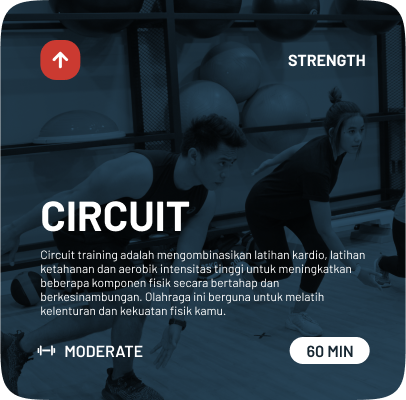 STRENGTH
CIRCUIT
Circuit training adalah mengombinasikan latihan kardio, latihan
ketahanan dan aerobik intensitas tinggi untuk meningkatkan
beberapa komponen fisik secara bertahap dan
berkesinambungan. Olahraga ini berguna untuk melatih
kelenturan dan kekuatan fisik kamu.
MODERATE
60 MIN